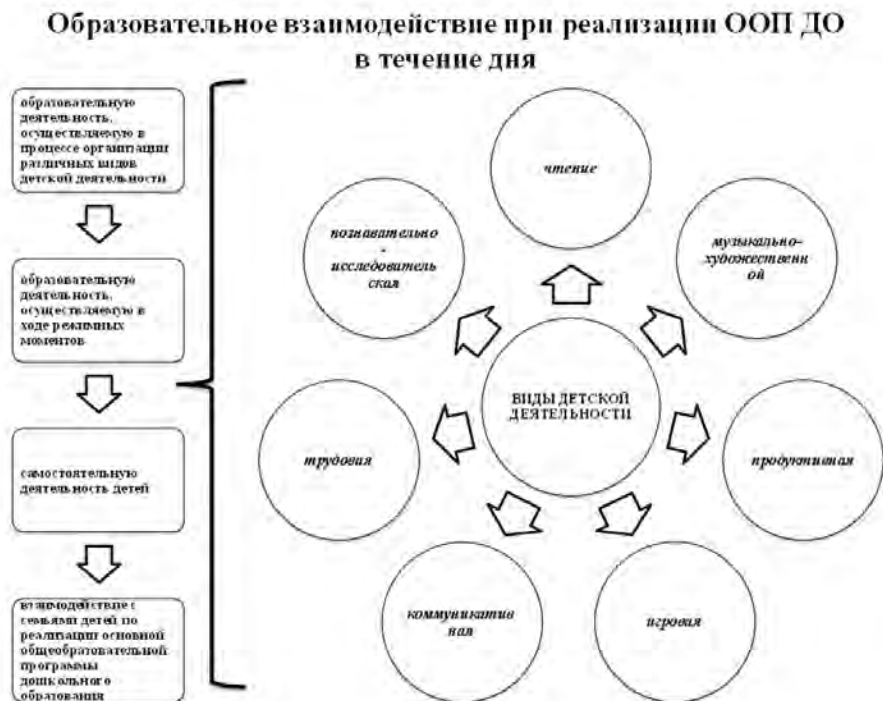 Образовательное взаимодействие при реализации ООП ДО
в течение дня
образовательную
деятельность,
осуществляемую в
процессе организации
различных видов
детской деятельности
образовательную
деятельность,
осуществляемую в
ходе режимных
моментов
самостоятельную
деятельность детей
взаимодействие с
семьями детей по
реализации основной
общеобразовательной
программы
дошкольного
образования
чтение
познавательно
-
исследователь
ская
музыкально-
художественн
ой
ВИДЫ ДЕТСКОЙ
ДЕЯТЕЛЬНОСТИ
трудовая
продуктивная
коммуникатив
ная
игровая